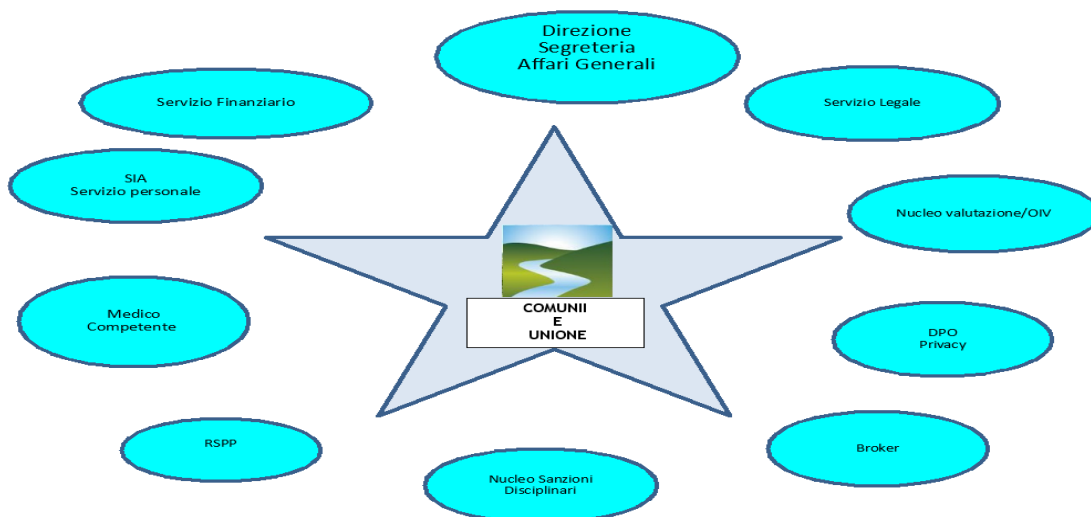 Direzione
Segreteria
Affari Generali
Servizio Finanziario
Servizio Legale
SIA
Servizio personale
Nucleo valutazione/OIV
COMUNII
E
UNIONE
Medico
Competente
DPO
Privacy
RSPP
Broker
Nucleo Sanzioni
Disciplinari